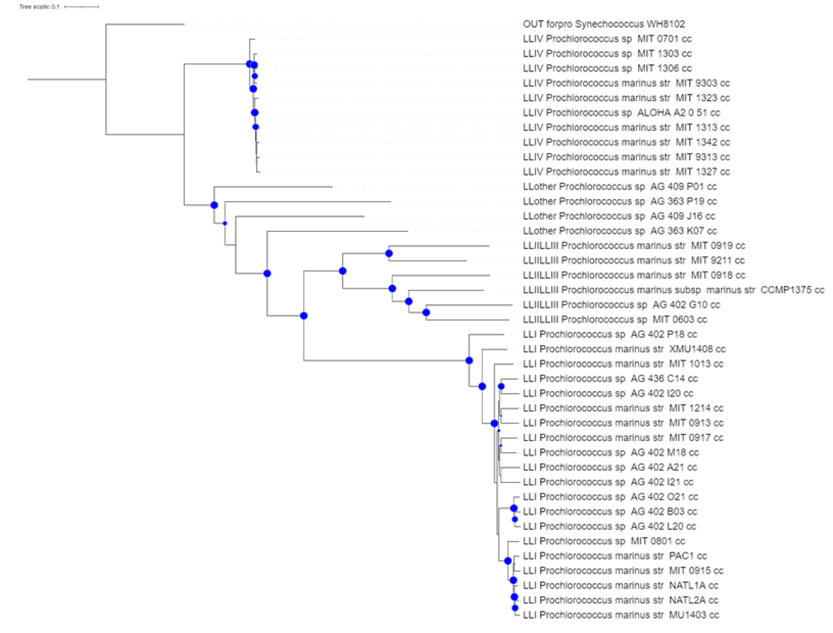 Tree scale: 0.1
OUT forpro Synechococcus WH8102
LLIV Prochlorococcus sp MIT 0701 cc
LLIV Prochlorococcus sp MIT 1303 cc
LLIV Prochlorococcus sp MIT 1306 cc
LLIV Prochlorococcus marinus str MIT 9303 cc
LLIV Prochlorococcus marinus str MIT 1323 cc
LLIV Prochlorococcus sp ALOHA A2 0 51 cc
LLIV Prochlorococcus marinus str MIT 1313 cc
LLIV Prochlorococcus marinus str MIT 1342 cc
LLIV Prochlorococcus marinus str MIT 9313 cc
LLIV Prochlorococcus marinus str MIT 1327 cc
LLother Prochlorococcus sp AG 409 P01 cc
LLother Prochlorococcus sp AG 363 P19 cc
LLother Prochlorococcus sp AG 409 J16 cc
LLother Prochlorococcus sp AG 363 K07 cc
LLIILLIII Prochlorococcus marinus str MIT 0919 cc
LLIILLIII Prochlorococcus marinus str MIT 9211 cc
LLIILLIII Prochlorococcus marinus str MIT 0918 cc
LLIILLIII Prochlorococcus marinus subsp marinus str CCMP1375 cc
LLIILLIII Prochlorococcus sp AG 402 G10 cc
LLIILLIII Prochlorococcus sp MIT 0603 cc
LLI Prochlorococcus sp AG 402 P18 cc
LLI Prochlorococcus marinus str XMU1408 cc
LLI Prochlorococcus marinus str MIT 1013 cc
LLI Prochlorococcus sp AG 436 C14 cc
LLI Prochlorococcus sp AG 402 I20 cc
LLI Prochlorococcus marinus str MIT 1214 cc
LLI Prochlorococcus marinus str MIT 0913 cc
LLI Prochlorococcus marinus str MIT 0917 cc
LLI Prochlorococcus sp AG 402 M18 cc
LLI Prochlorococcus sp AG 402 A21 cc
LLI Prochlorococcus sp AG 402 I21 cc
LLI Prochlorococcus sp AG 402 O21 cc
LLI Prochlorococcus sp AG 402 B03 cc
LLI Prochlorococcus sp AG 402 L20 cc
LLI Prochlorococcus sp MIT 0801 cc
LLI Prochlorococcus marinus str PAC1 cc
LLI Prochlorococcus marinus str MIT 0915 cc
LLI Prochlorococcus marinus str NATL1A cc
LLI Prochlorococcus marinus str NATL2A cc
LLI Prochlorococcus marinus str MU1403 cc